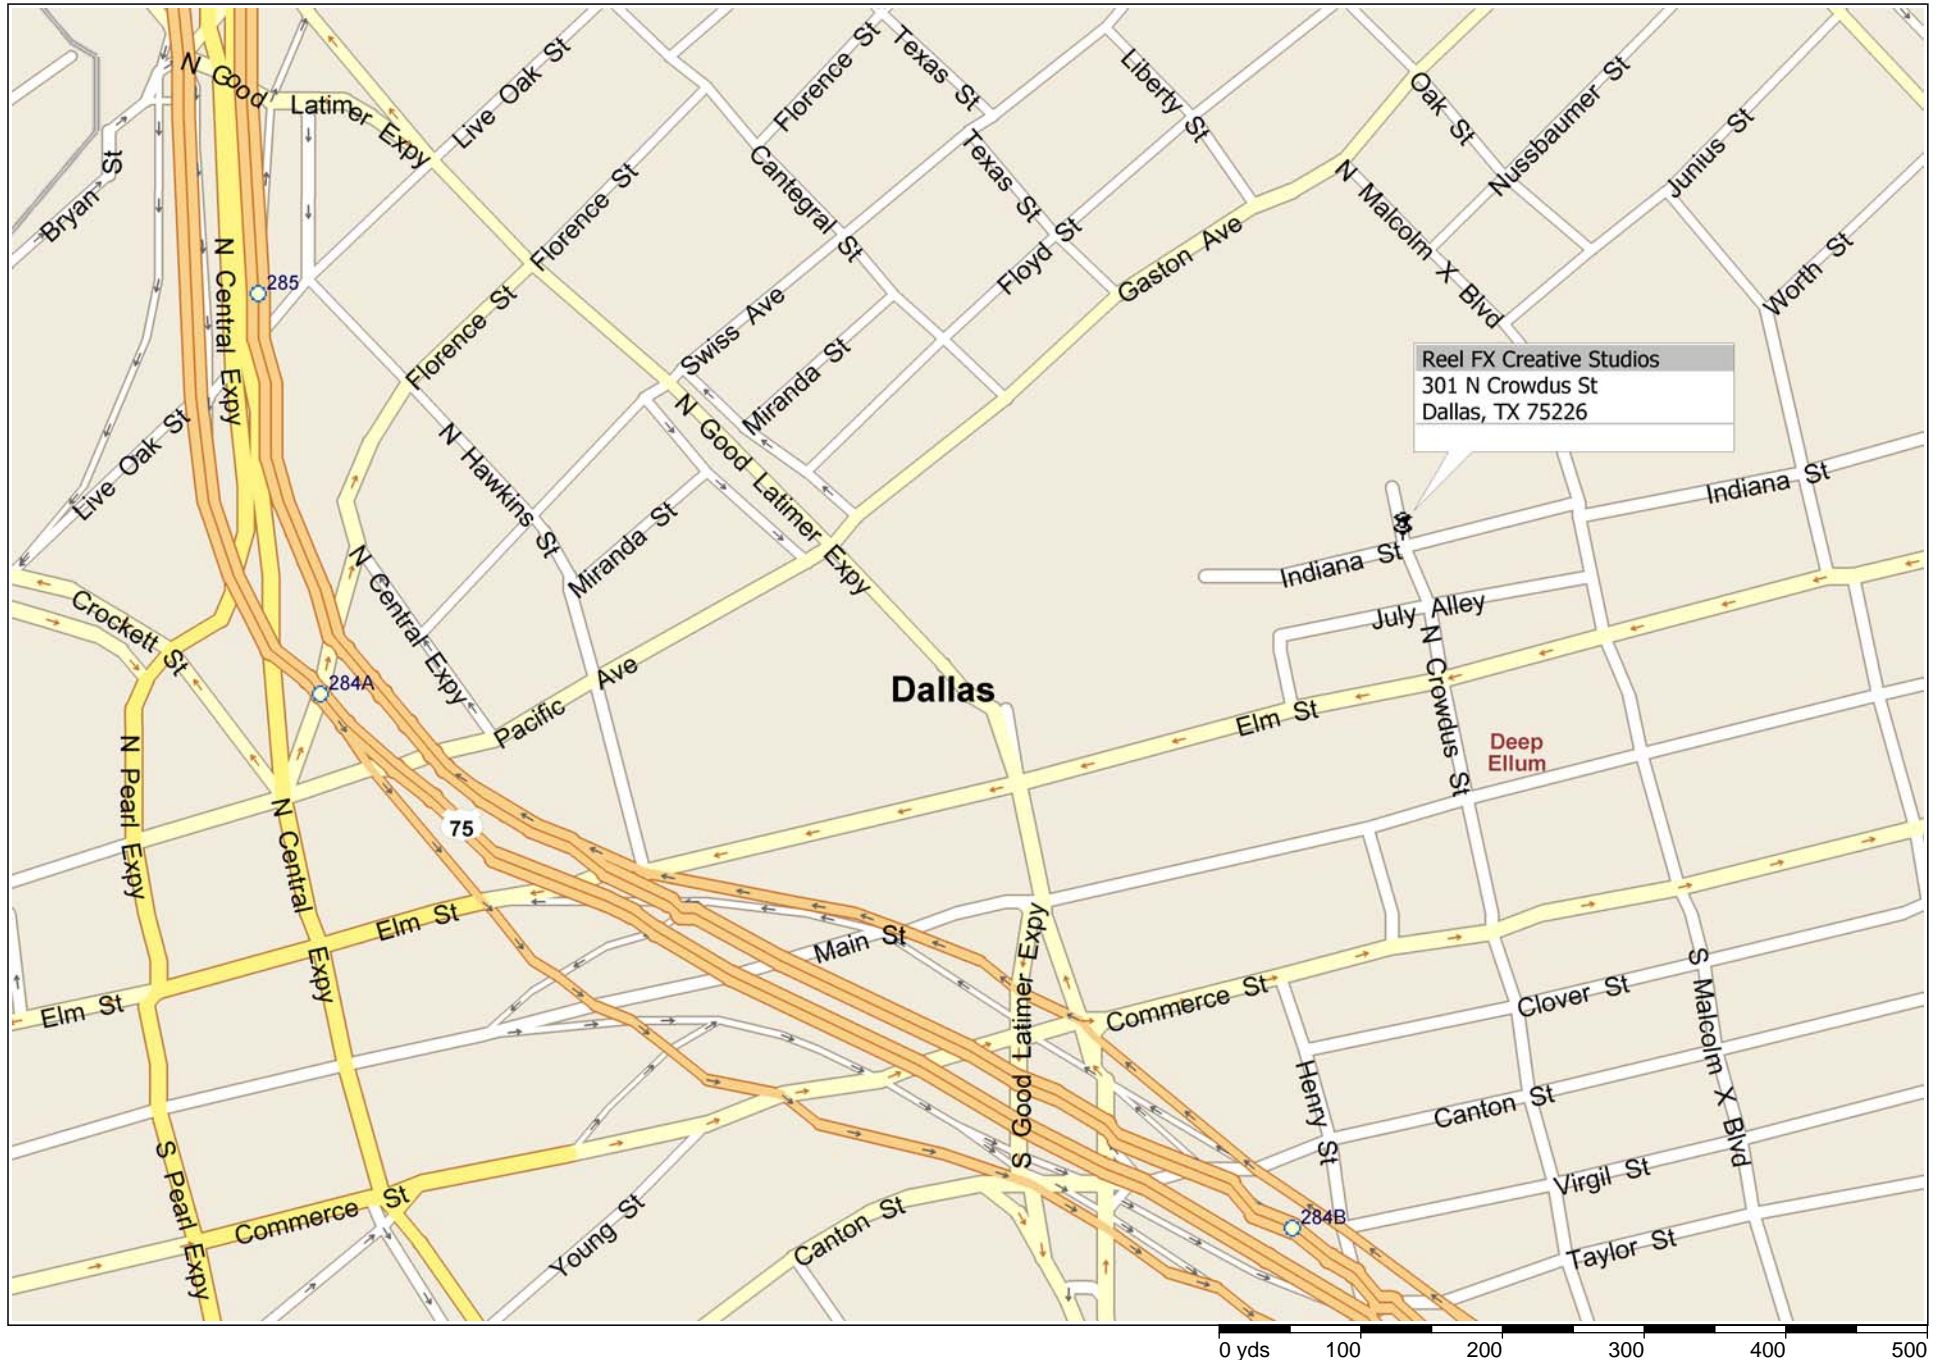 N Good
Latimer Expy
Live Oak St
Florence St
Texas St
Liberty St
Oak St
Nussbaumer St
Junius St
Bryan St
Florence St
Cantegral St
Texas St
Floyd St
Gaston Ave
N Malcolm X Blvd
Worth St
N Central Expy
285
Florence St
Swiss Ave
Miranda St
Reel FX Creative Studios
301 N Crowdus St
Dallas, TX 75226
Live Oak St
N Hawkins St
N Good Latimer Expy
Indiana St
Miranda St
Indiana St
St
Crockett St
N Central Expy
July Alley
284A
Pacific Ave
Dallas
N Crowdus St
Elm St
Deep
Ellum
N Pearl Expy
N Central Expy
75
Elm St
Main St
S Good Latimer Expy
Elm St
Commerce St
Clover St
S Malcolm X Blvd
Henry St
Canton St
S Pearl Expy
Commerce St
Young St
Canton St
Virgil St
284B
Taylor St
0 yds 100 200 300 400 500